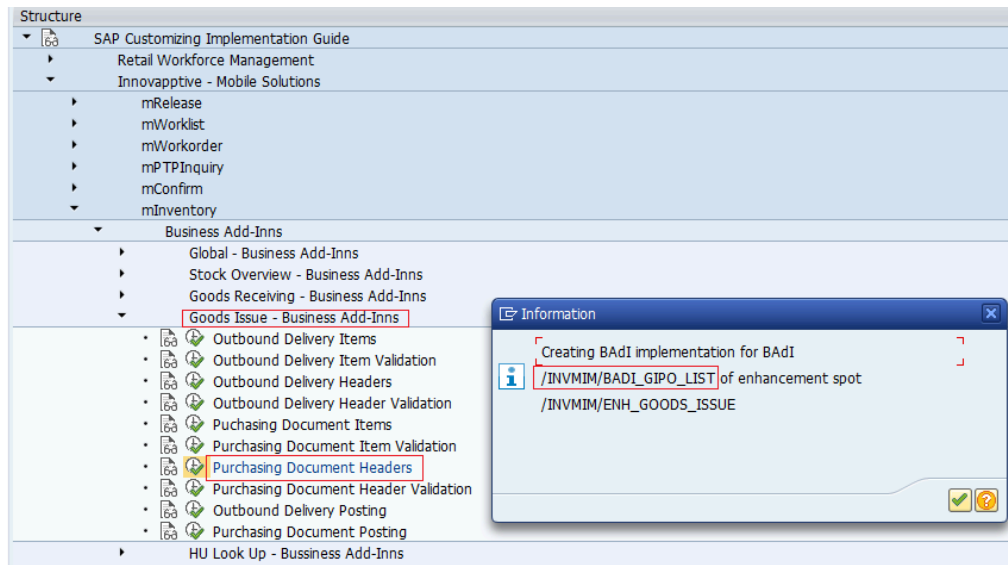 Structure
SAP Customizing Implementation Guide
Retail Workforce Management
Innovapptive - Mobile Solutions
mRelease
mWorklist
mWorkorder
mPTPInquiry
mConfirm
mInventory
Business Add-Inns
Global - Business Add-Inns
Stock Overview - Business Add-Inns
Goods Receiving - Business Add-Inns
Goods Issue - Business Add-Inns
Outbound Delivery Items
Outbound Delivery Item Validation
Outbound Delivery Headers
Outbound Delivery Header Validation
Puchasing Document Items
Purchasing Document Item Validation
Purchasing Document Headers
Purchasing Document Header Validation
Outbound Delivery Posting
Purchasing Document Posting
HU Look Up - Bussiness Add-Inns
Information
Creating BAdI implementation for BAdI
/INVMIM/BADI_GIPO_LIST of enhancement spot
/INVMIM/ENH_GOODS_ISSUE